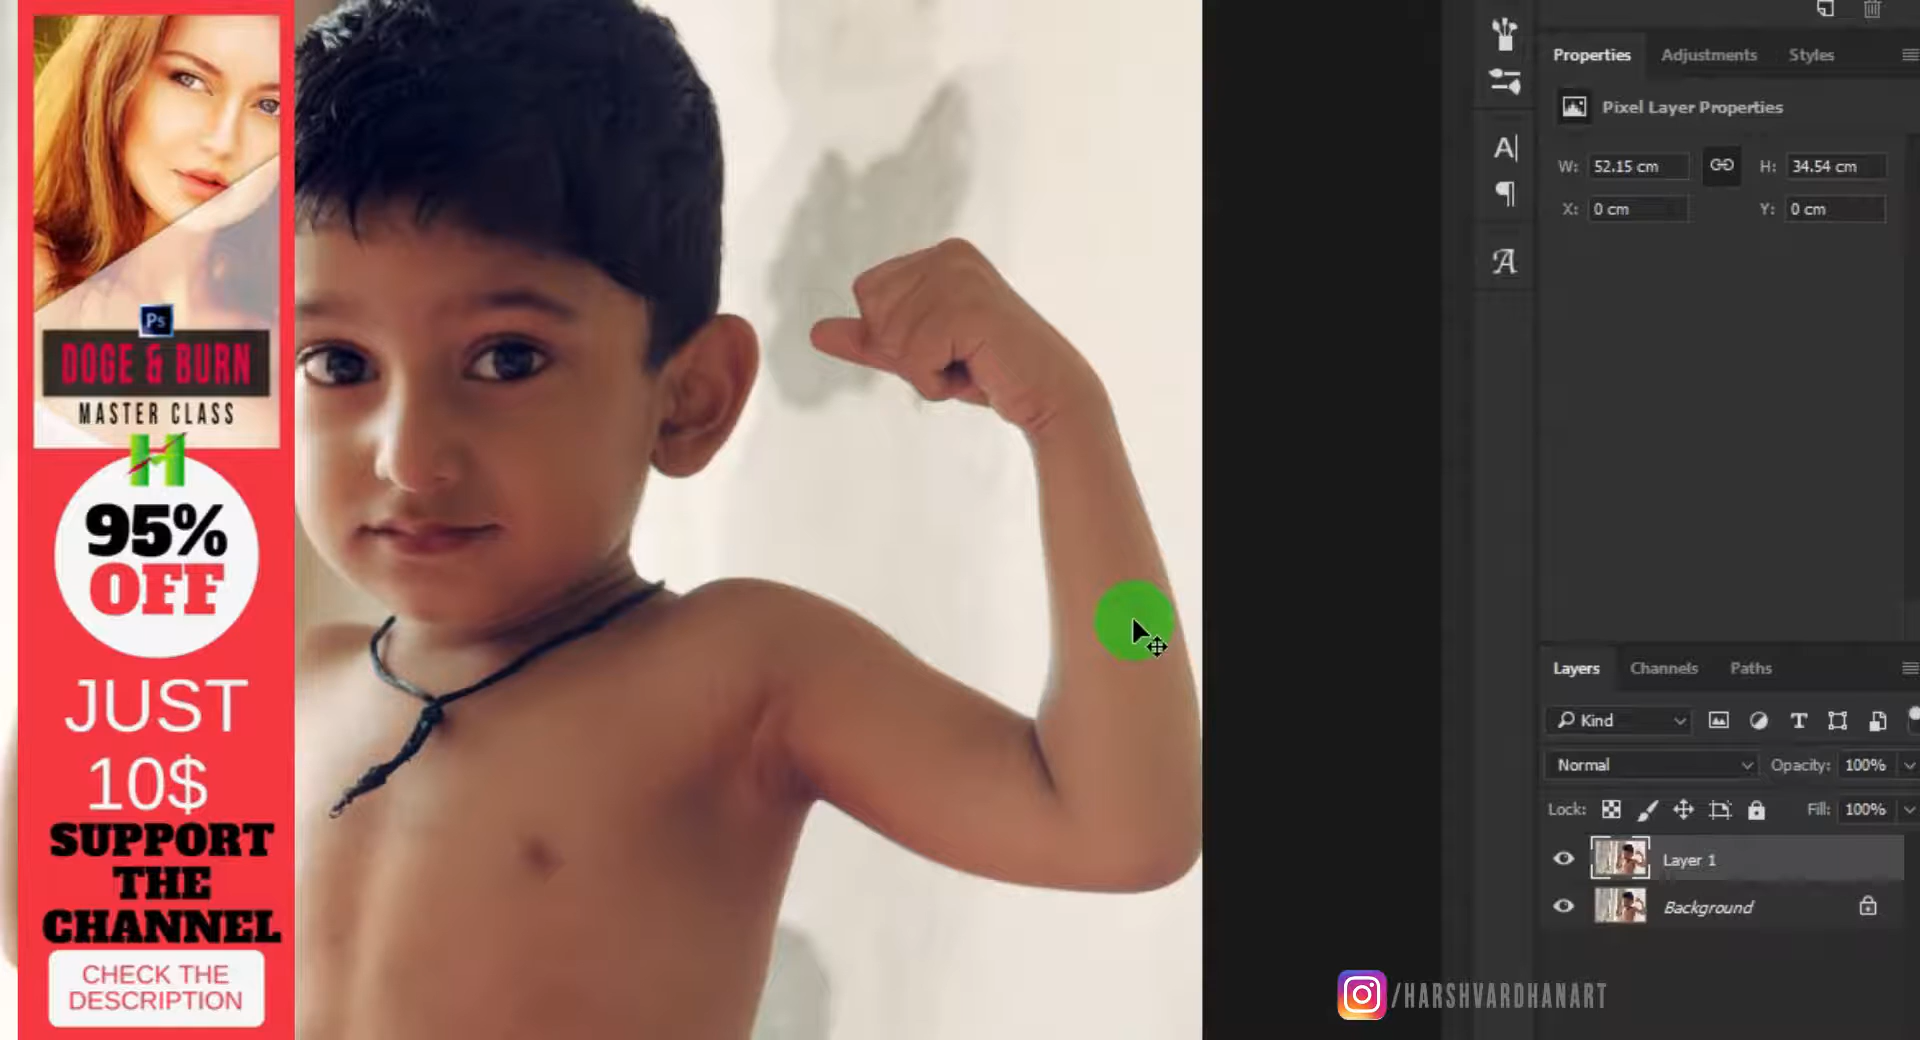 Ps
DOGE & BURN
MASTER CLASS
H
95%
OFF
JUST
10$
SUPPORT
THE
CHANNEL
CHECK THE
DESCRIPTION
Properties Adjustments Styles
Pixel Layer Properties
W: 52.15 cm H: 34.54 cm
X: 0 cm Y: 0 cm
A
¶
A
Layers Channels Paths
Kind T
Normal Opacity: 100%
Lock: Fill: 100%
Layer 1
Background
/HARSHVARDHANART